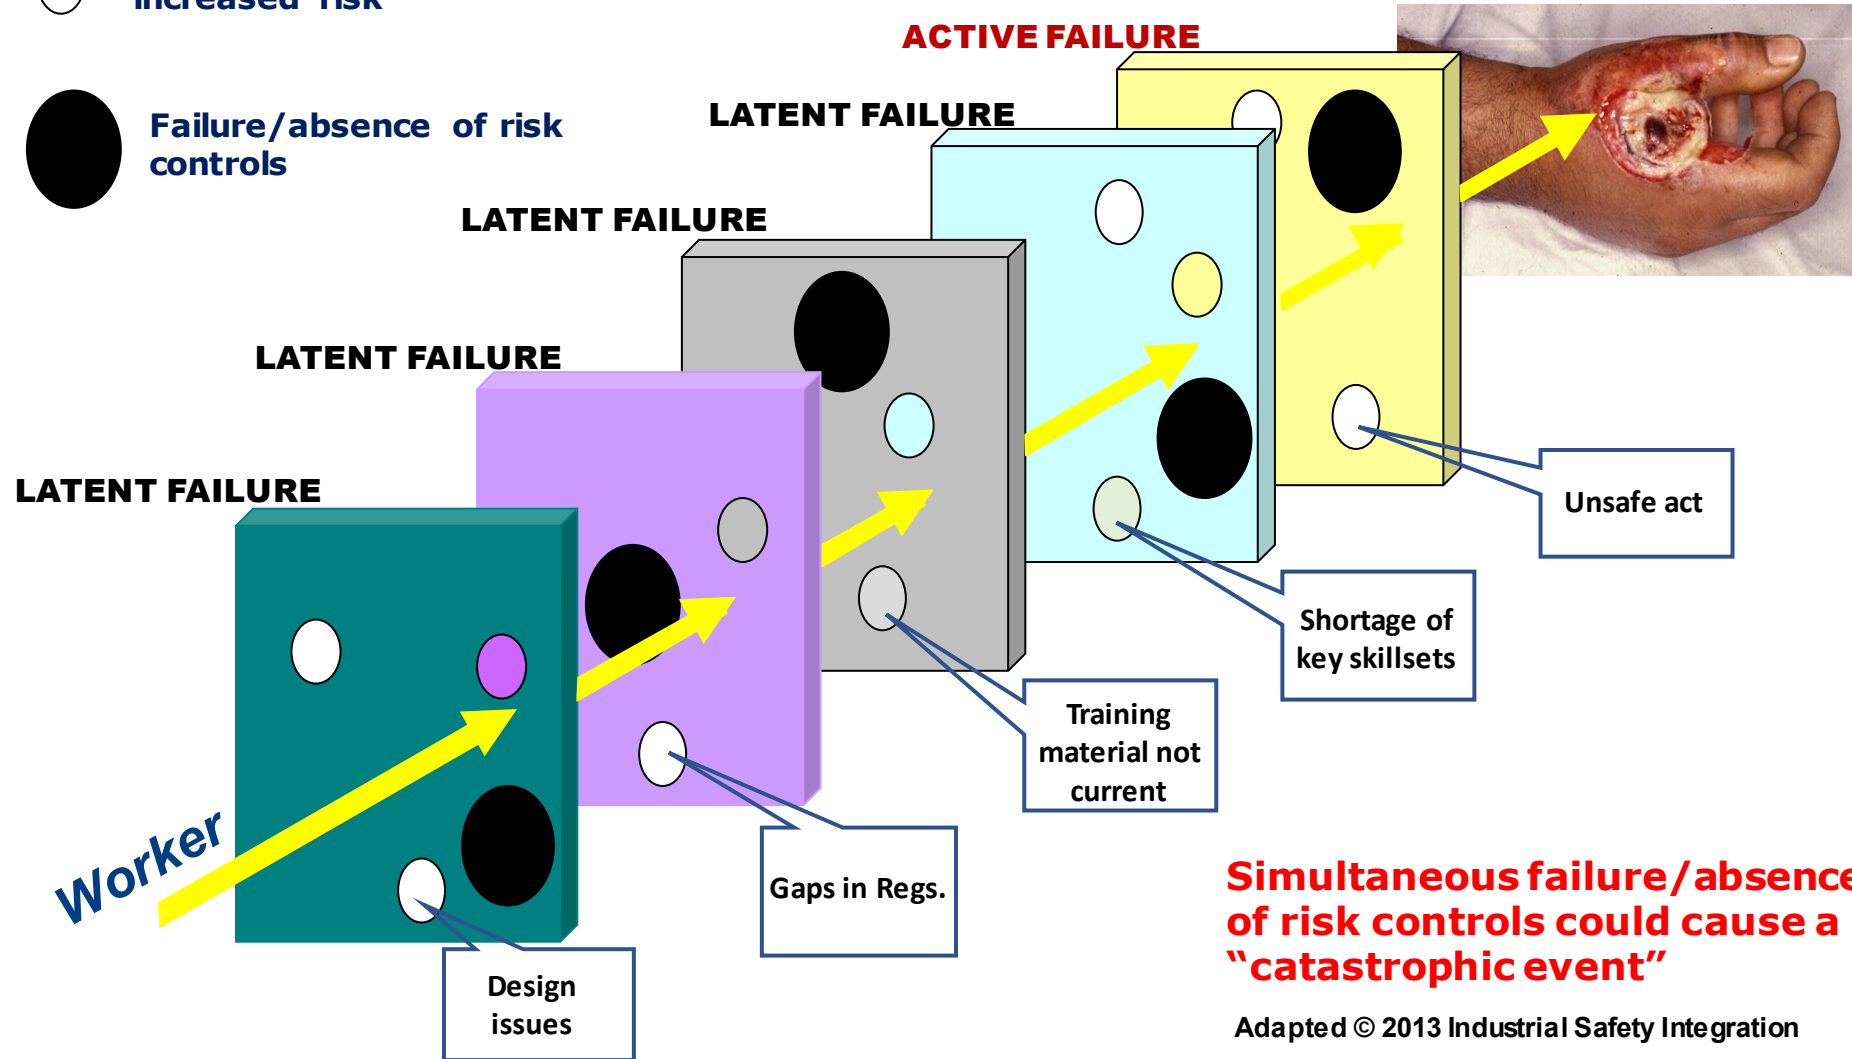 increased risk
ACTIVE FAILURE
LATENT FAILURE
Failure/absence of risk
controls
LATENT FAILURE
LATENT FAILURE
LATENT FAILURE
Unsafe act
Shortage of
key skillsets
Training
material not
current
Worker
Gaps in Regs.
Design
issues
Simultaneous failure/absence
of risk controls could cause a
“catastrophic event”
Adapted © 2013 Industrial Safety Integration